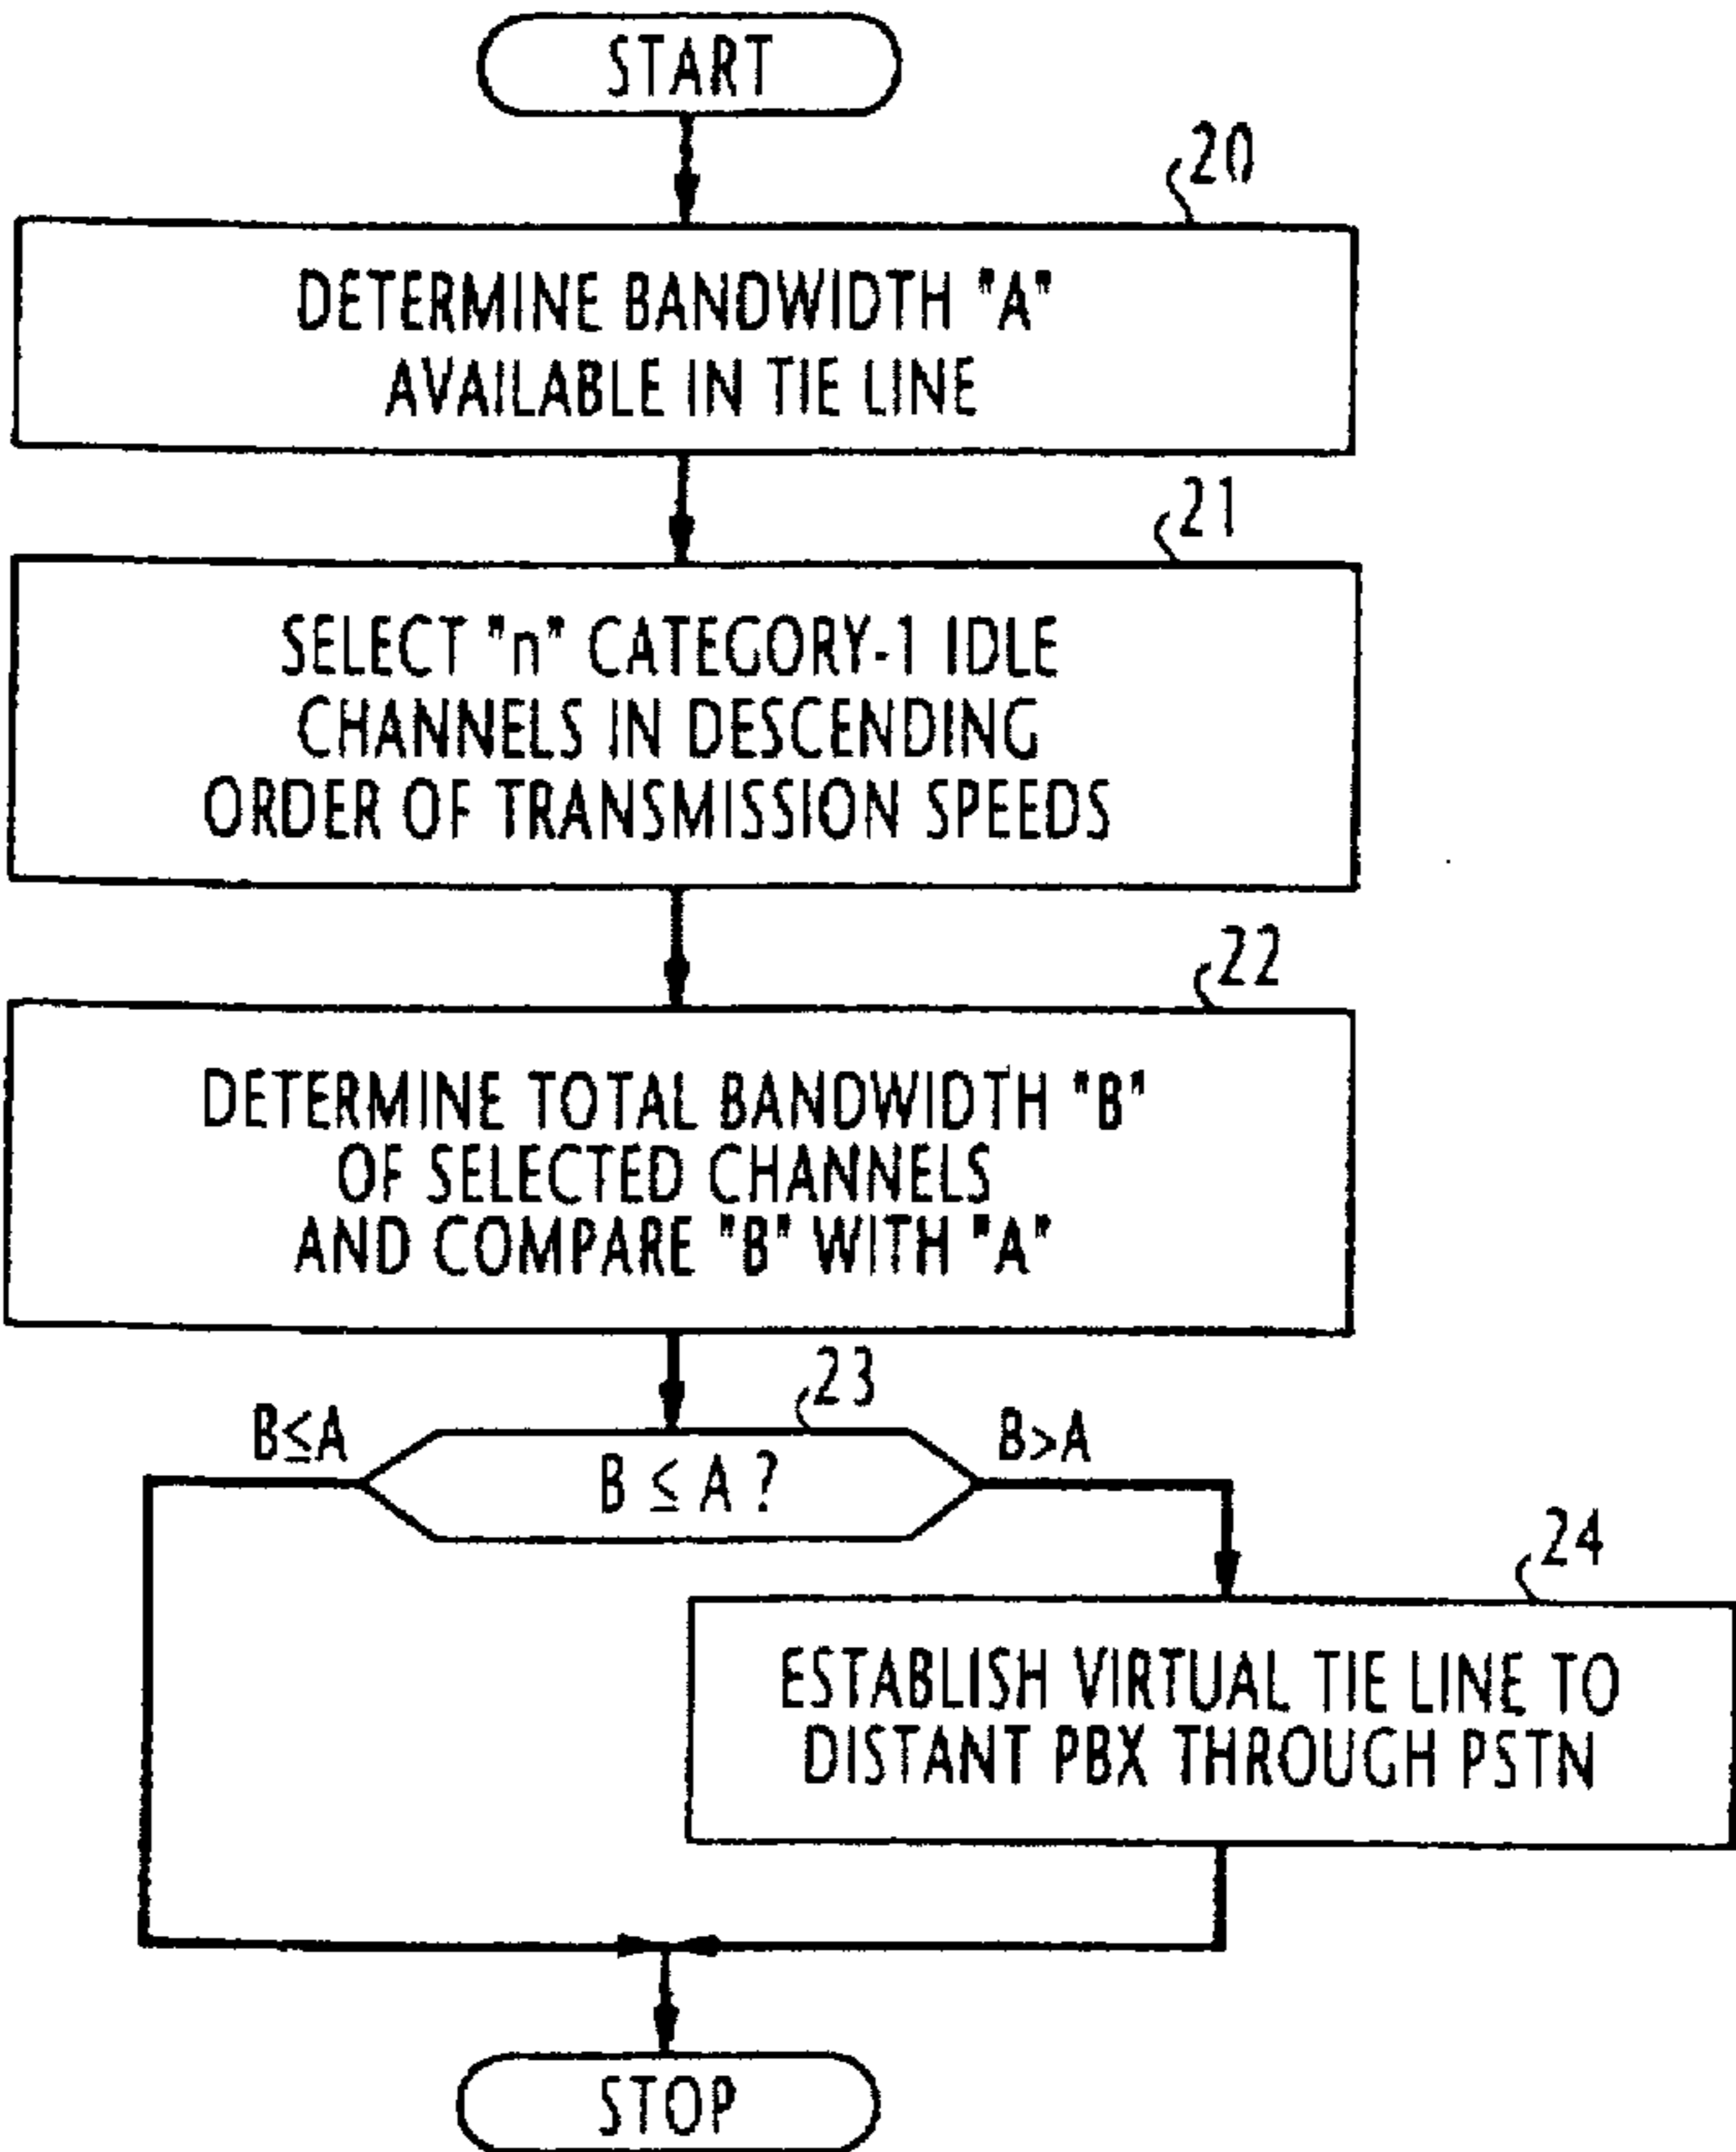 START
20
DETERMINE BANDWIDTH "A"
AVAILABLE IN TIE LINE
21
SELECT "n" CATEGORY-1 IDLE
CHANNELS IN DESCENDING
ORDER OF TRANSMISSION SPEEDS
22
DETERMINE TOTAL BANDWIDTH "B"
OF SELECTED CHANNELS
AND COMPARE "B" WITH "A"
23
B≤A
B ≤ A ?
B>A
24
ESTABLISH VIRTUAL TIE LINE TO
DISTANT PBX THROUGH PSTN
STOP